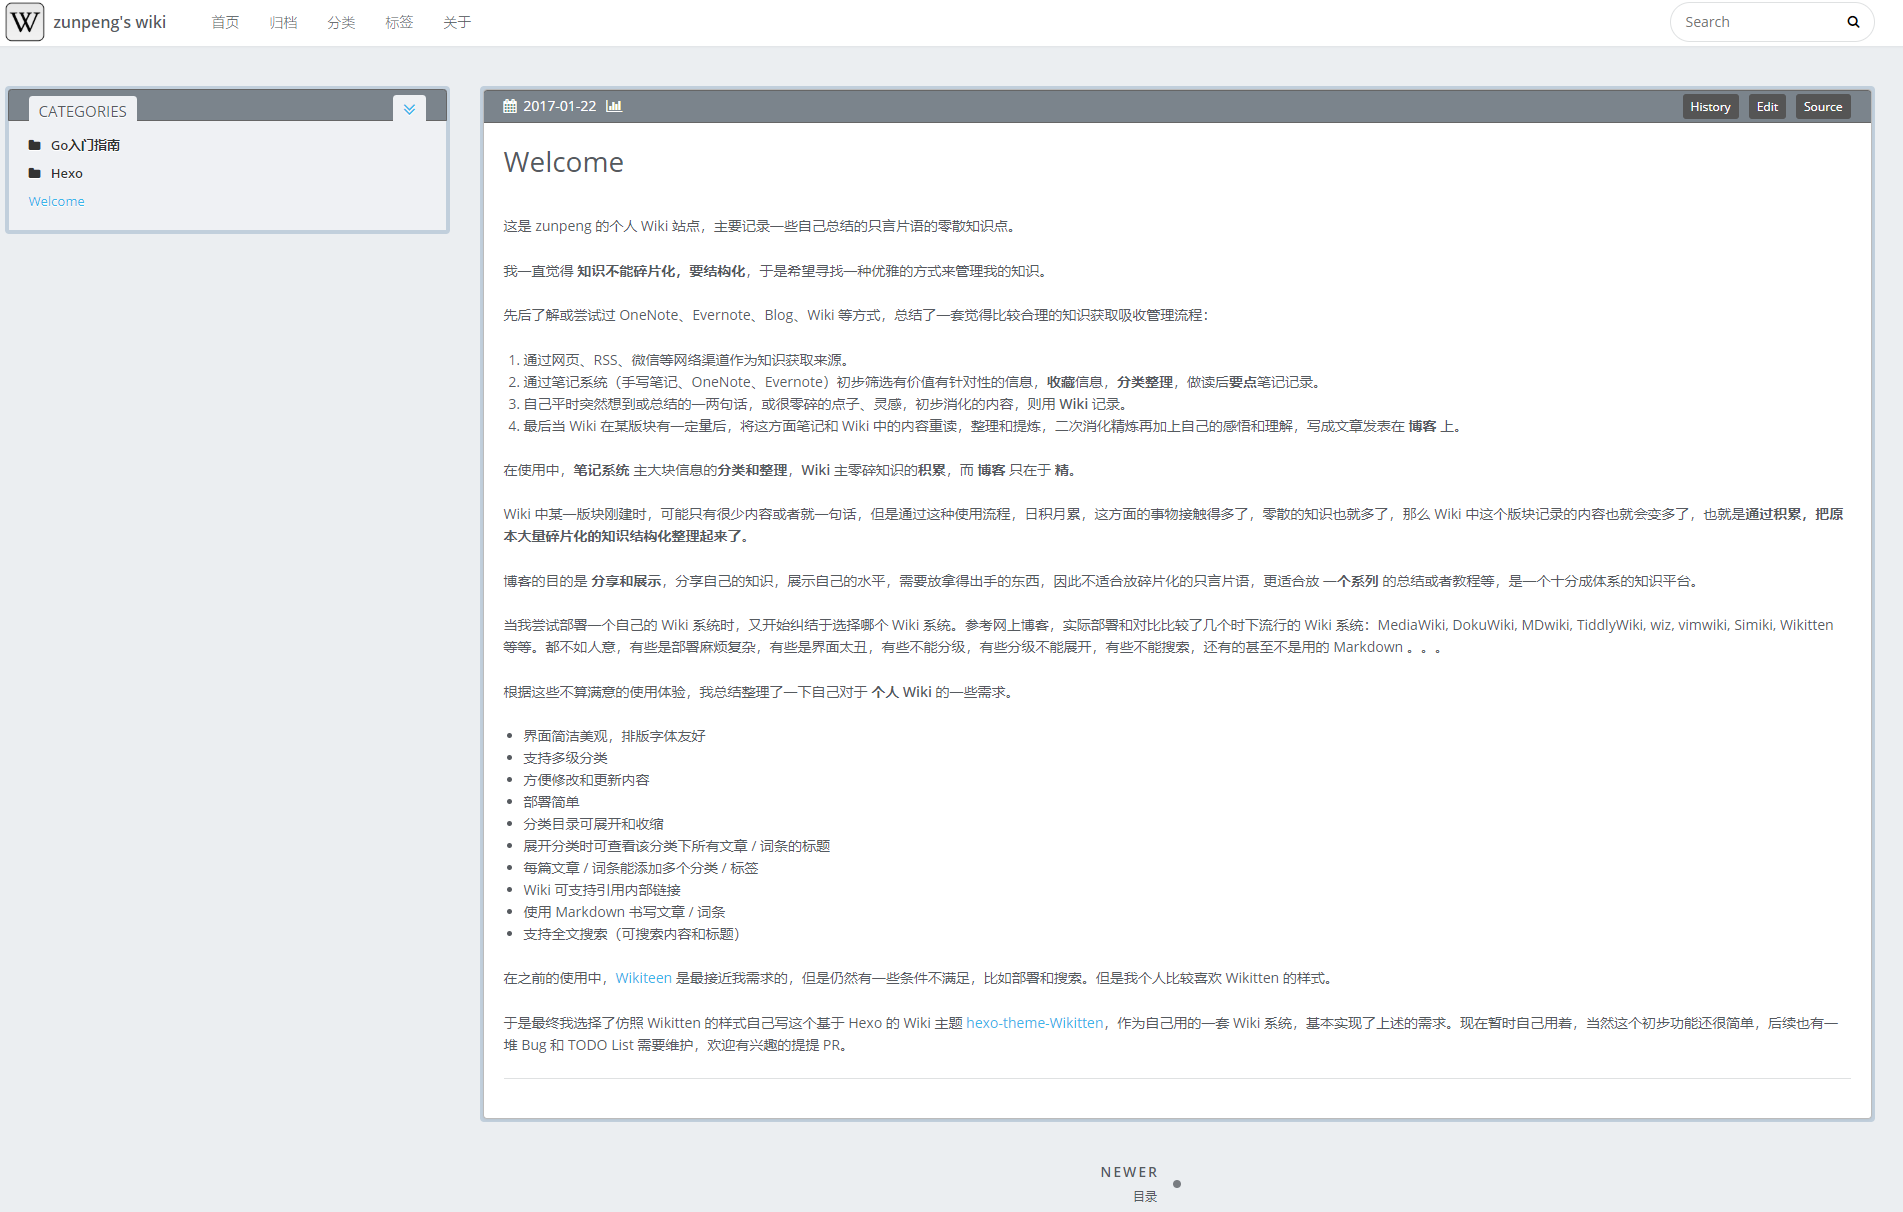 W zunpeng's wiki 首页 归档 分类 标签 关于 Search
CATEGORIES
Go入门指南
Hexo
Welcome
2017-01-22 History Edit Source
Welcome
这是 zunpeng 的个人 Wiki 站点，主要记录一些自己总结的只言片语的零散知识点。
我一直觉得 知识不能碎片化，要结构化，于是希望寻找一种优雅的方式来管理我的知识。
先后了解或尝试过 OneNote、Evernote、Blog、Wiki 等方式，总结了一套觉得比较合理的知识获取吸收管理流程：
1. 通过网页、RSS、微信等网络渠道作为知识获取来源。
2. 通过笔记系统（手写笔记、OneNote、Evernote）初步筛选有价值有针对性的信息，收藏信息，分类整理，做读后要点笔记记录。
3. 自己平时突然想到或总结的一两句话，或很零碎的点子、灵感，初步消化的内容，则用 Wiki 记录。
4. 最后当 Wiki 在某版块有一定量后，将这方面笔记和 Wiki 中的内容重读，整理和提炼，二次消化精炼再加上自己的感悟和理解，写成文章发表在 博客 上。
在使用中，笔记系统 主大块信息的分类和整理，Wiki 主零碎知识的积累，而 博客 只在于 精。
Wiki 中某一版块刚建时，可能只有很少内容或者就一句话，但是通过这种使用流程，日积月累，这方面的事物接触得多了，零散的知识也就多了，那么 Wiki 中这个版块记录的内容也就会变多了，也就是通过积累，把原
本大量碎片化的知识结构化整理起来了。
博客的目的是 分享和展示，分享自己的知识，展示自己的水平，需要放拿得出手的东西，因此不适合放碎片化的只言片语，更适合放 一个系列 的总结或者教程等，是一个十分成体系的知识平台。
当我尝试部署一个自己的 Wiki 系统时，又开始纠结于选择哪个 Wiki 系统。参考网上博客，实际部署和对比比较了几个时下流行的 Wiki 系统：MediaWiki, DokuWiki, MDwiki, TiddlyWiki, wiz, vimwiki, Simiki, Wikitten
等等。都不如人意，有些是部署麻烦复杂，有些是界面太丑，有些不能分级，有些分级不能展开，有些不能搜索，还有的甚至不是用的 Markdown 。。。
根据这些不算满意的使用体验，我总结整理了一下自己对于 个人 Wiki 的一些需求。
• 界面简洁美观，排版字体友好
• 支持多级分类
• 方便修改和更新内容
• 部署简单
• 分类目录可展开和收缩
• 展开分类时可查看该分类下所有文章 / 词条的标题
• 每篇文章 / 词条能添加多个分类 / 标签
• Wiki 可支持引用内部链接
• 使用 Markdown 书写文章 / 词条
• 支持全文搜索（可搜索内容和标题）
在之前的使用中，Wikiteen 是最接近我需求的，但是仍然有一些条件不满足，比如部署和搜索。但是我个人比较喜欢 Wikitten 的样式。
于是最终我选择了仿照 Wikitten 的样式自己写这个基于 Hexo 的 Wiki 主题 hexo-theme-Wikitten，作为自己用的一套 Wiki 系统，基本实现了上述的需求。现在暂时自己用着，当然这个初步功能还很简单，后续也有一
堆 Bug 和 TODO List 需要维护，欢迎有兴趣的提提 PR。
NEWER
目录